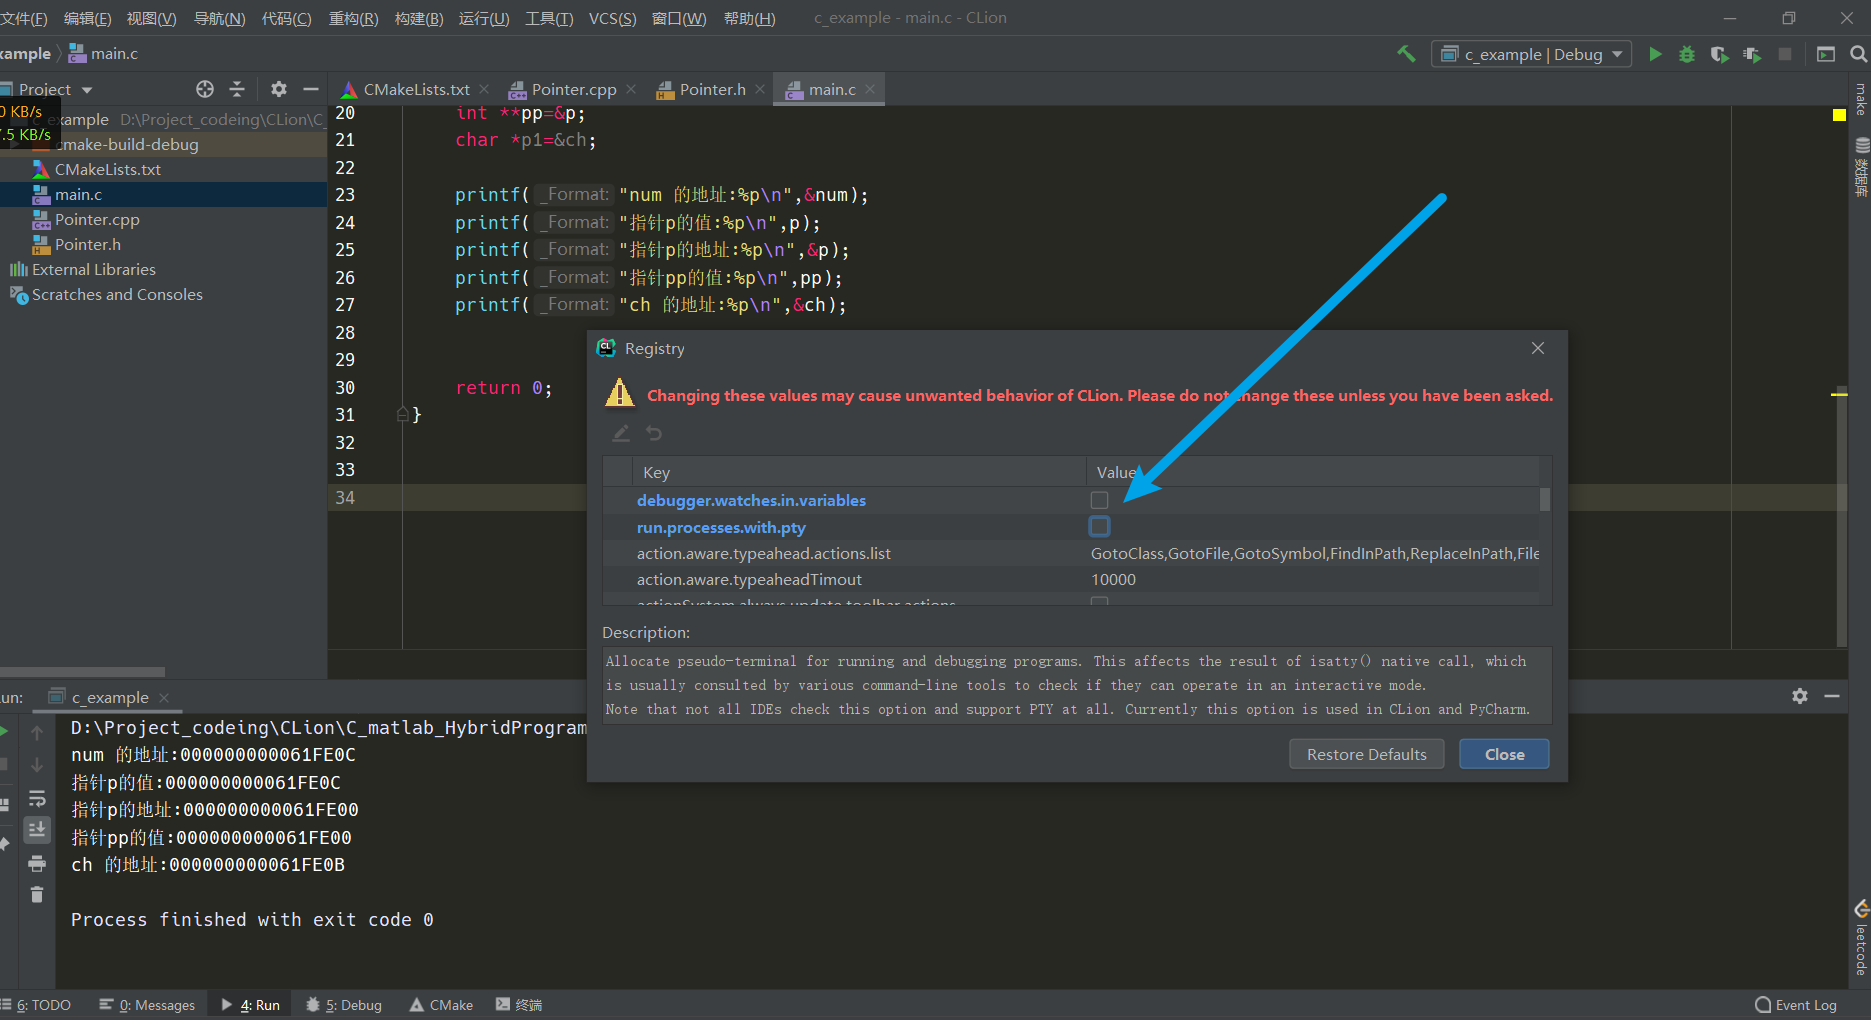 文件(F) 编辑(E) 视图(V) 导航(N) 代码(C) 重构(R) 构建(B) 运行(U) 工具(T) VCS(S) 窗口(W) 帮助(H) c_example - main.c - CLion
xample main.c c_example | Debug
Project CMakeLists.txt Pointer.cpp Pointer.h main.c
0 KB/s
7.5 KB/s
c_example D:\Project_codeing\CLion\C_
cmake-build-debug
CMakeLists.txt
main.c
Pointer.cpp
Pointer.h
External Libraries
Scratches and Consoles
20 int **pp=&p;
21 char *p1=&ch;
22
23 printf( _Format: "num 的地址:%p\n",&num);
24 printf( _Format: "指针p的值:%p\n",p);
25 printf( _Format: "指针p的地址:%p\n",&p);
26 printf( _Format: "指针pp的值:%p\n",pp);
27 printf( _Format: "ch 的地址:%p\n",&ch);
28
29
30 return 0;
31 }
32
33
34
make
数据库
leetcode
Registry
Changing these values may cause unwanted behavior of CLion. Please do not change these unless you have been asked.
Key Value
debugger.watches.in.variables
run.processes.with.pty
action.aware.typeahead.actions.list GotoClass,GotoFile,GotoSymbol,FindInPath,ReplaceInPath,File
action.aware.typeaheadTimout 10000
actionSystem.always.update.toolbar.actions
Description:
Allocate pseudo-terminal for running and debugging programs. This affects the result of isatty() native call, which
is usually consulted by various command-line tools to check if they can operate in an interactive mode.
Note that not all IDEs check this option and support PTY at all. Currently this option is used in CLion and PyCharm.
Restore Defaults Close
un: c_example
D:\Project_codeing\CLion\C_matlab_HybridProgram
num 的地址:000000000061FE0C
指针p的值:000000000061FE0C
指针p的地址:000000000061FE00
指针pp的值:000000000061FE00
ch 的地址:000000000061FE0B
Process finished with exit code 0
6: TODO 0: Messages 4: Run 5: Debug CMake 终端 Event Log